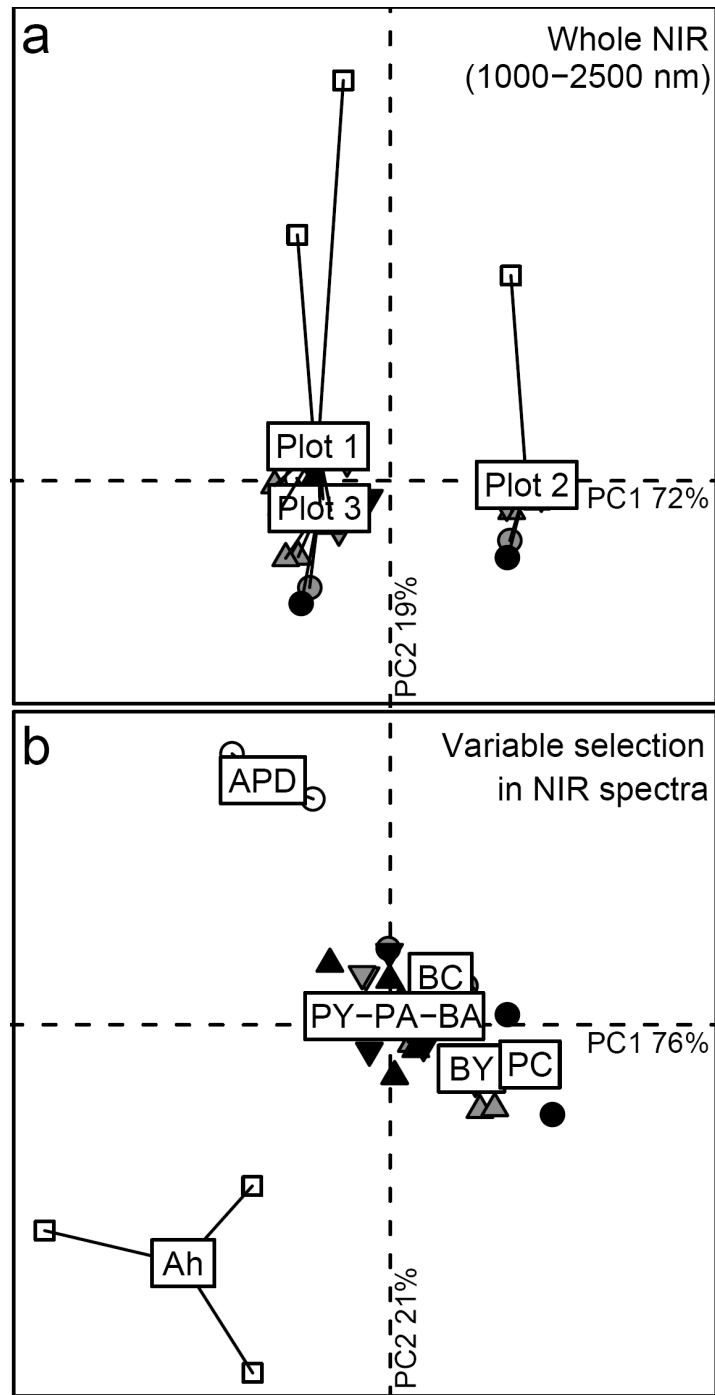 a
Whole NIR
(1000−2500 nm)
Plot 1
Plot 3
Plot 2
PC1 72%
PC2 19%
b
Variable selection
in NIR spectra
APD
BC
PY−PA−BA
PC1 76%
BY
PC
Ah
PC2 21%